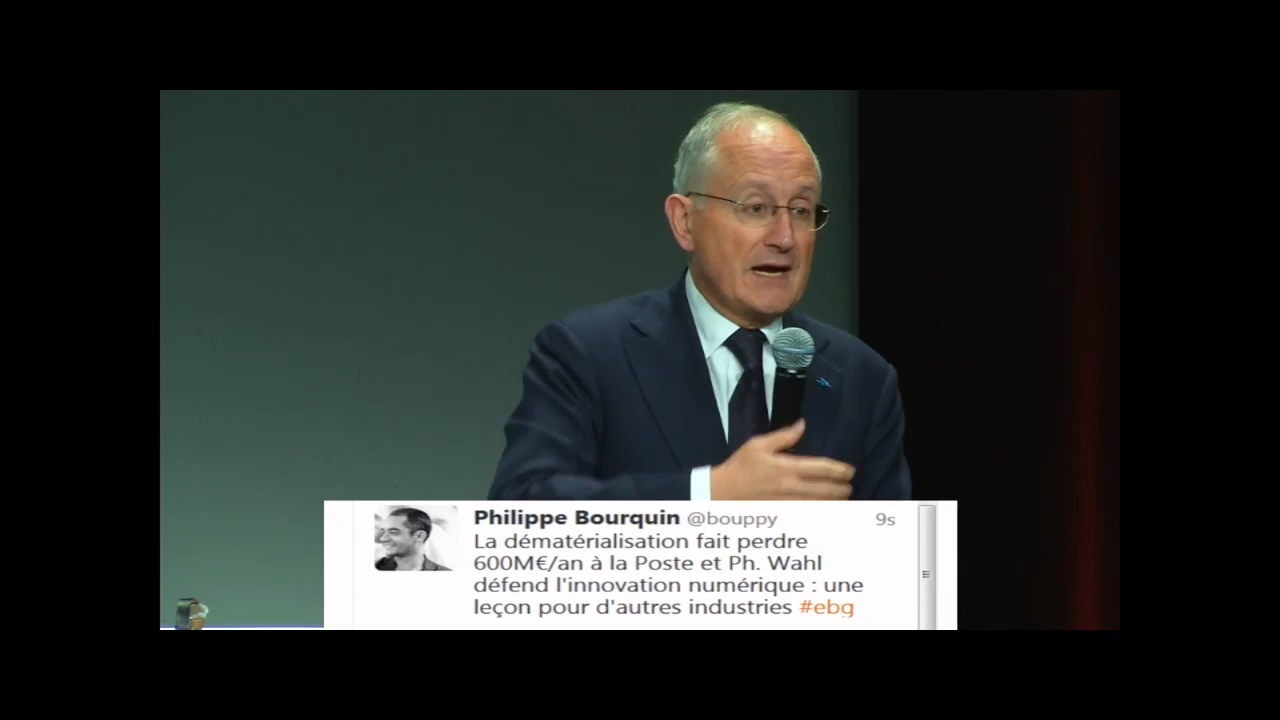 Philippe Bourquin @bouppy 9s
La dématérialisation fait perdre
600M€/an à la Poste et Ph. Wahl
défend l'innovation numérique : une
leçon pour d'autres industries #ebg